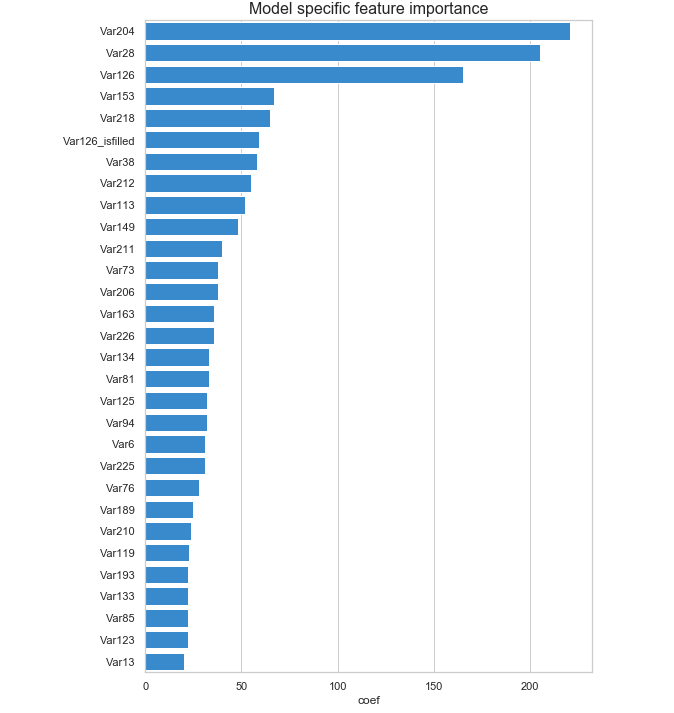 Model specific feature importance
Var204
Var28
Var126
Var153
Var218
Var126_isfilled
Var38
Var212
Var113
Var149
Var211
Var73
Var206
Var163
Var226
Var134
Var81
Var125
Var94
Var6
Var225
Var76
Var189
Var210
Var119
Var193
Var133
Var85
Var123
Var13
0 50 100 150 200
coef